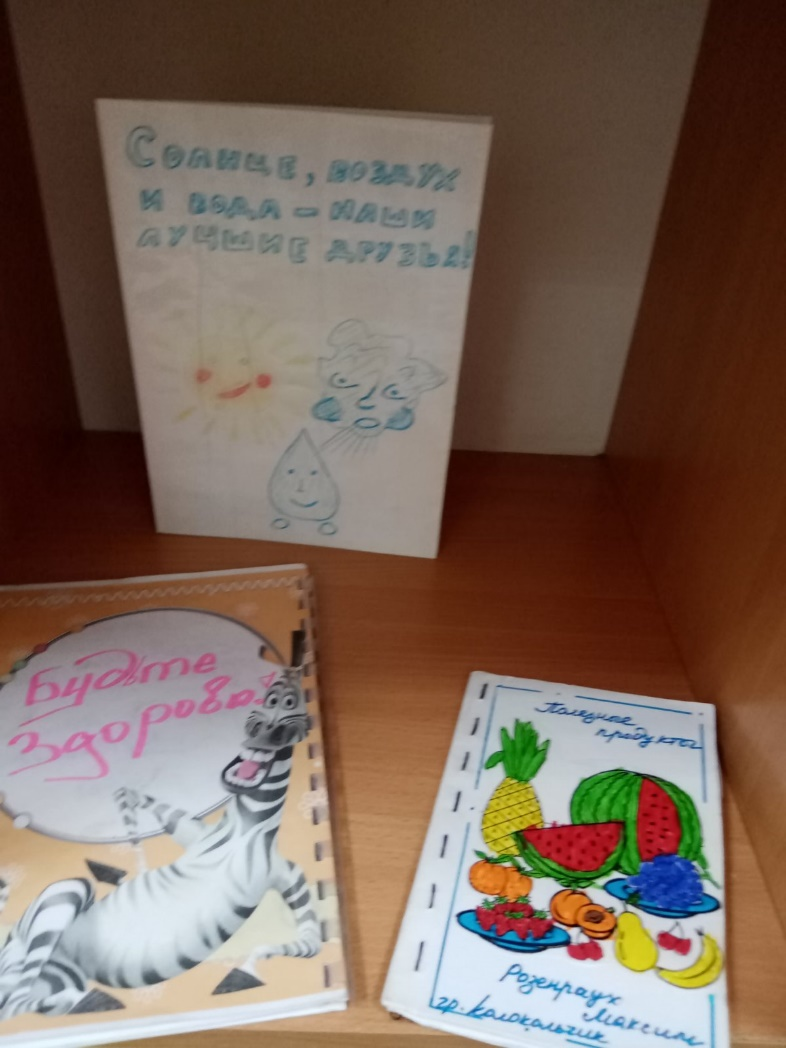 Солнце, воздух
и вода – наши
лучшие друзья!
Будьте
здоровы!
Полезные
продукты
Розенраух
Максим
гр. Колокольчик